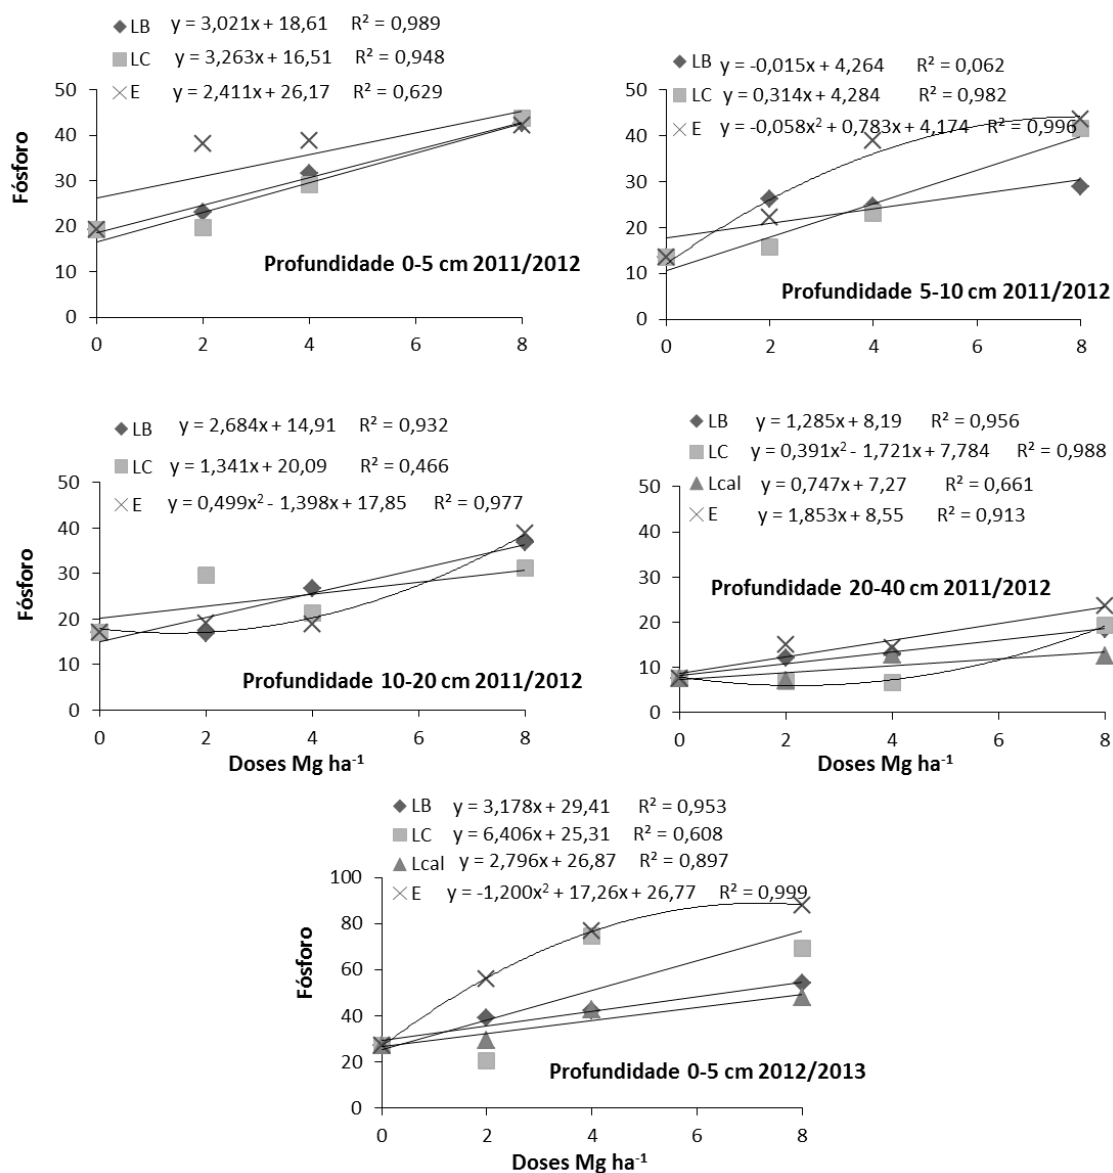 LB y = 3,021x + 18,61 R² = 0,989
LC y = 3,263x + 16,51 R² = 0,948
E y = 2,411x + 26,17 R² = 0,629
50
40
30
20
10
0
Fósforo
Profundidade 0-5 cm 2011/2012
0 2 4 8
LB y = -0,015x + 4,264 R² = 0,062
LC y = 0,314x + 4,284 R² = 0,982
E y = -0,058x² + 0,783x + 4,174 R² = 0,996
50
40
30
20
10
0
Profundidade 5-10 cm 2011/2012
0 2 4 8
LB y = 2,684x + 14,91 R² = 0,932
LC y = 1,341x + 20,09 R² = 0,466
E y = 0,499x² - 1,398x + 17,85 R² = 0,977
50
40
30
20
10
0
Fósforo
Profundidade 10-20 cm 2011/2012
0 2 4 8
Doses Mg ha⁻¹
LB y = 1,285x + 8,19 R² = 0,956
LC y = 0,391x² - 1,721x + 7,784 R² = 0,988
Lcal y = 0,747x + 7,27 R² = 0,661
E y = 1,853x + 8,55 R² = 0,913
50
40
30
20
10
0
Profundidade 20-40 cm 2011/2012
0 2 4 8
Doses Mg ha⁻¹
LB y = 3,178x + 29,41 R² = 0,953
LC y = 6,406x + 25,31 R² = 0,608
Lcal y = 2,796x + 26,87 R² = 0,897
E y = -1,200x² + 17,26x + 26,77 R² = 0,999
100
80
60
40
20
0
Fósforo
Profundidade 0-5 cm 2012/2013
0 2 4 8
Doses Mg ha⁻¹